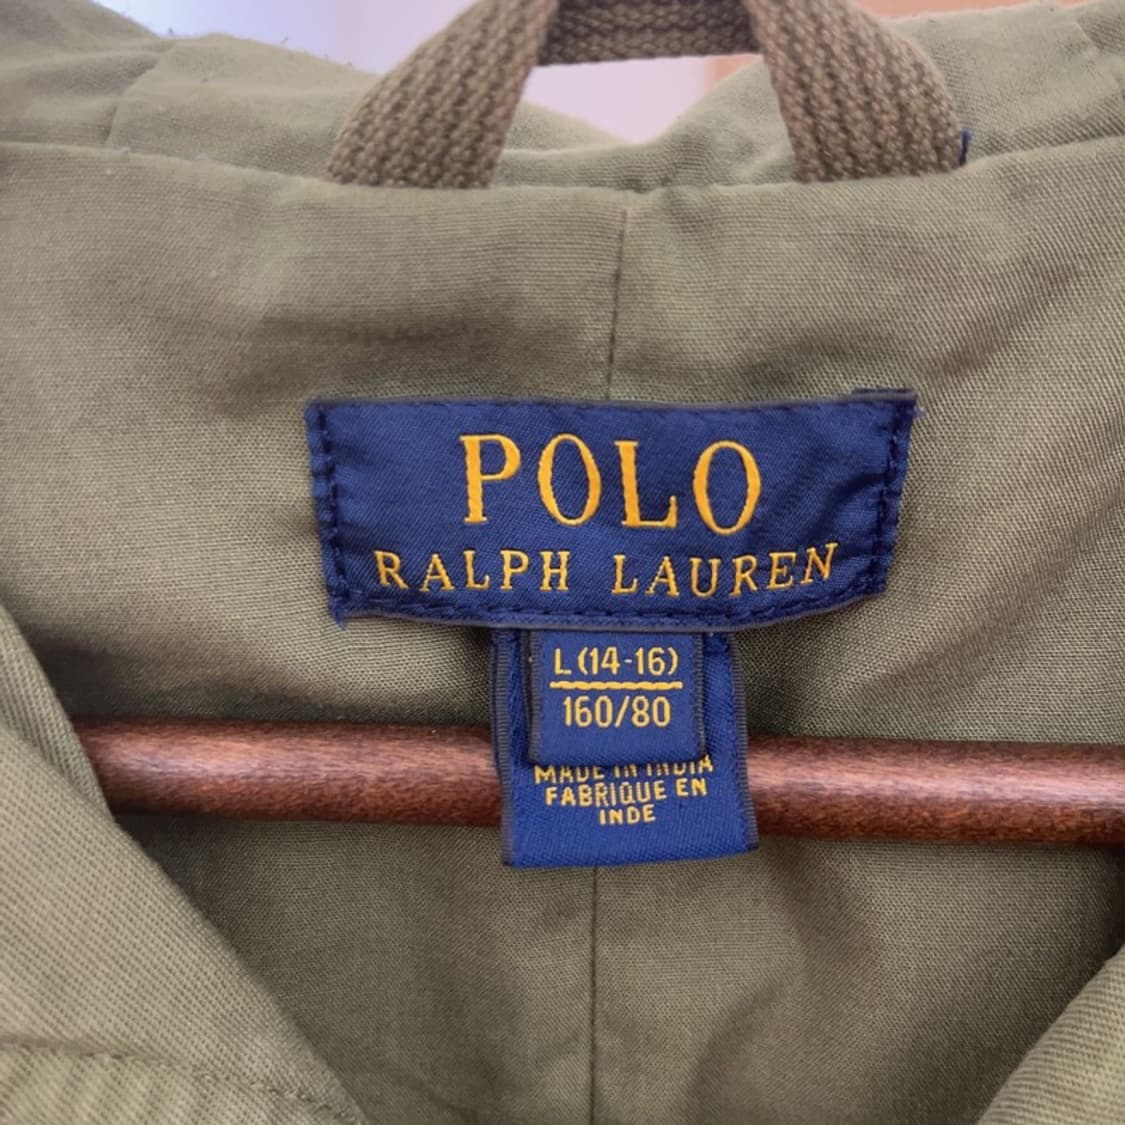 POLO
RALPH LAUREN
L (14-16)
160/80
MADE IN INDIA
FABRIQUE EN
INDE